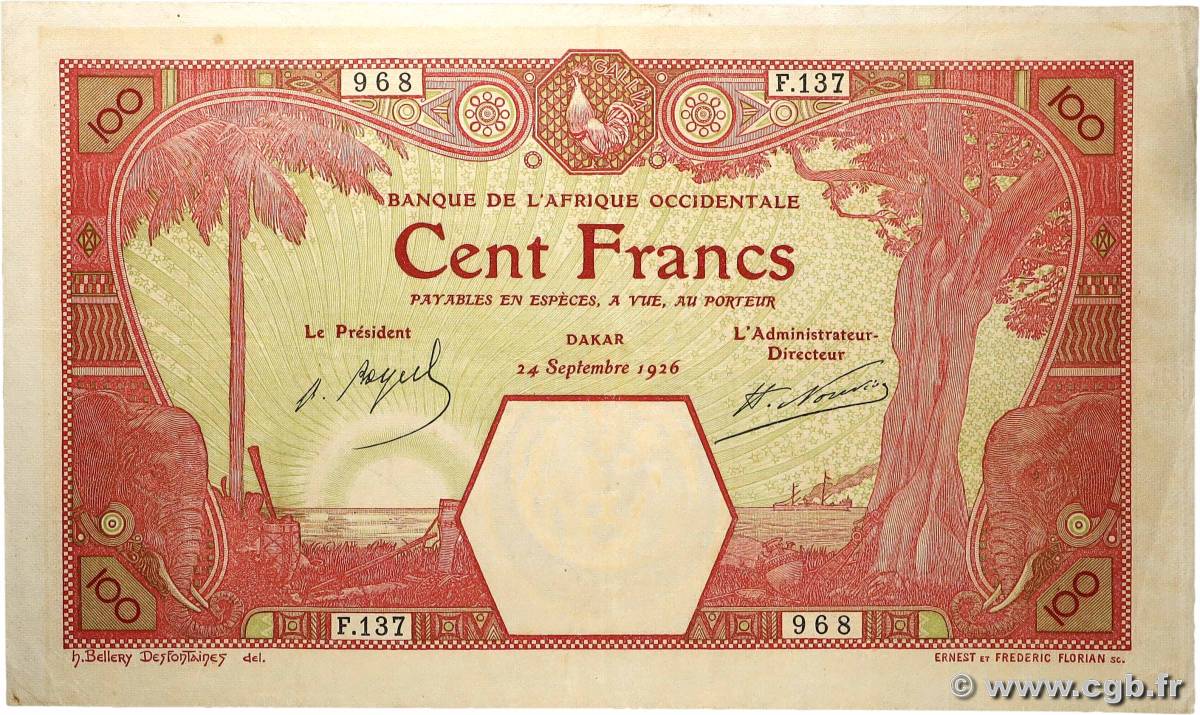 968
F.137
GALLIA
100
100
BANQUE DE L'AFRIQUE OCCIDENTALE
Cent Francs
PAYABLES EN ESPÈCES, A VUE, AU PORTEUR
Le Président
DAKAR
L'Administrateur-
Directeur
24 Septembre 1926
100
100
F.137
968
h. Bellery Desfontaines del.
ERNEST ET FREDERIC FLORIAN SC.
© www.cgb.fr